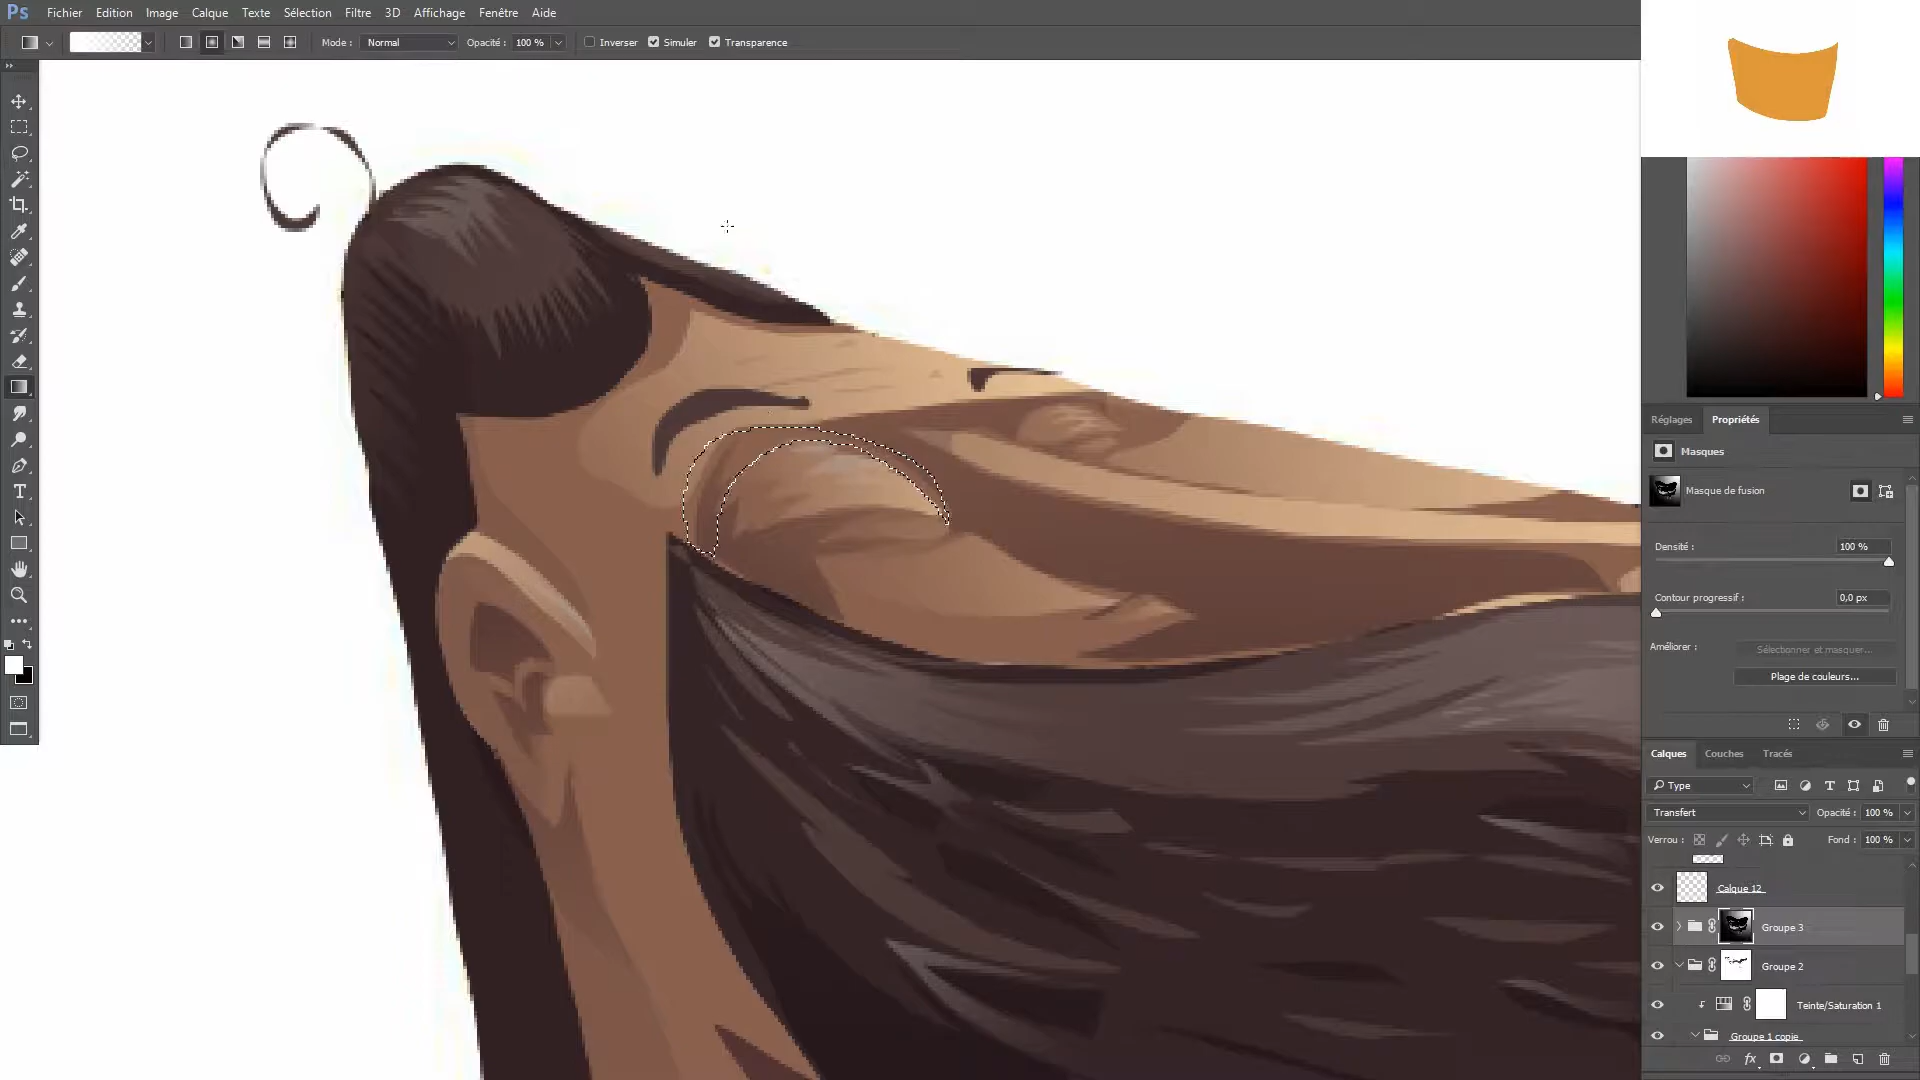 Ps Fichier Edition Image Calque Texte Sélection Filtre 3D Affichage Fenêtre Aide
Mode : Normal Opacité : 100 % Inverser Simuler Transparence
Réglages Propriétés
Masques
Masque de fusion
Densité : 100 %
Contour progressif : 0,0 px
Améliorer : Sélectionner et masquer...
Plage de couleurs...
Calques Couches Tracés
Type
Transfert Opacité : 100 %
Verrou : Fond : 100 %
Calque 12
Groupe 3
Groupe 2
Teinte/Saturation 1
Groupe 1 copie
fx